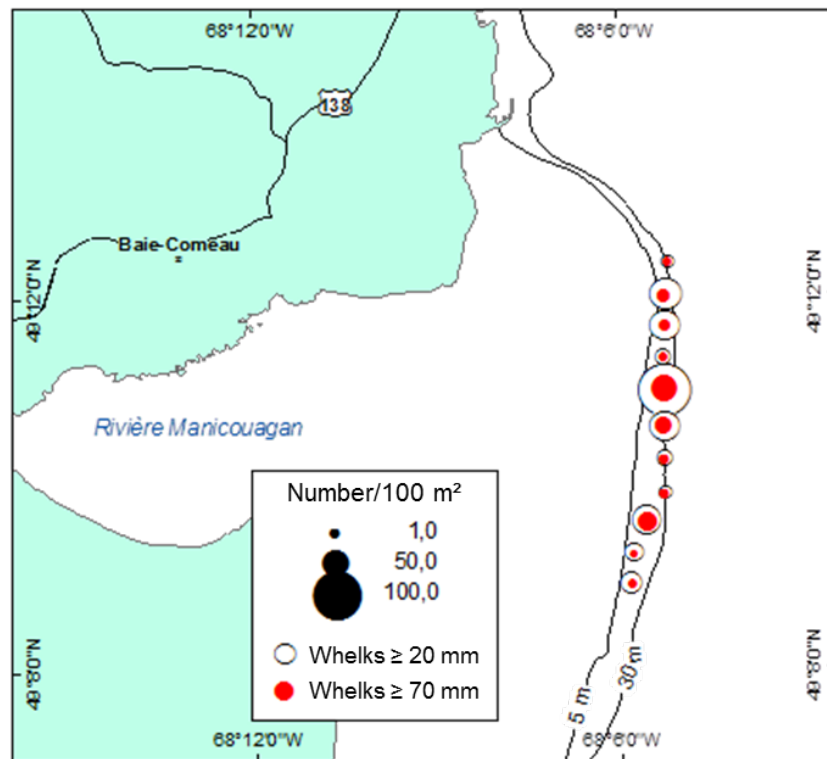 68°12'0"W
68°6'0"W
138
Baie-Comeau
49°12'0"N
49°12'0"N
Rivière Manicouagan
Number/100 m²
1,0
50,0
100,0
Whelks ≥ 20 mm
Whelks ≥ 70 mm
49°8'0"N
49°8'0"N
5 m
30 m
68°12'0"W
68°6'0"W